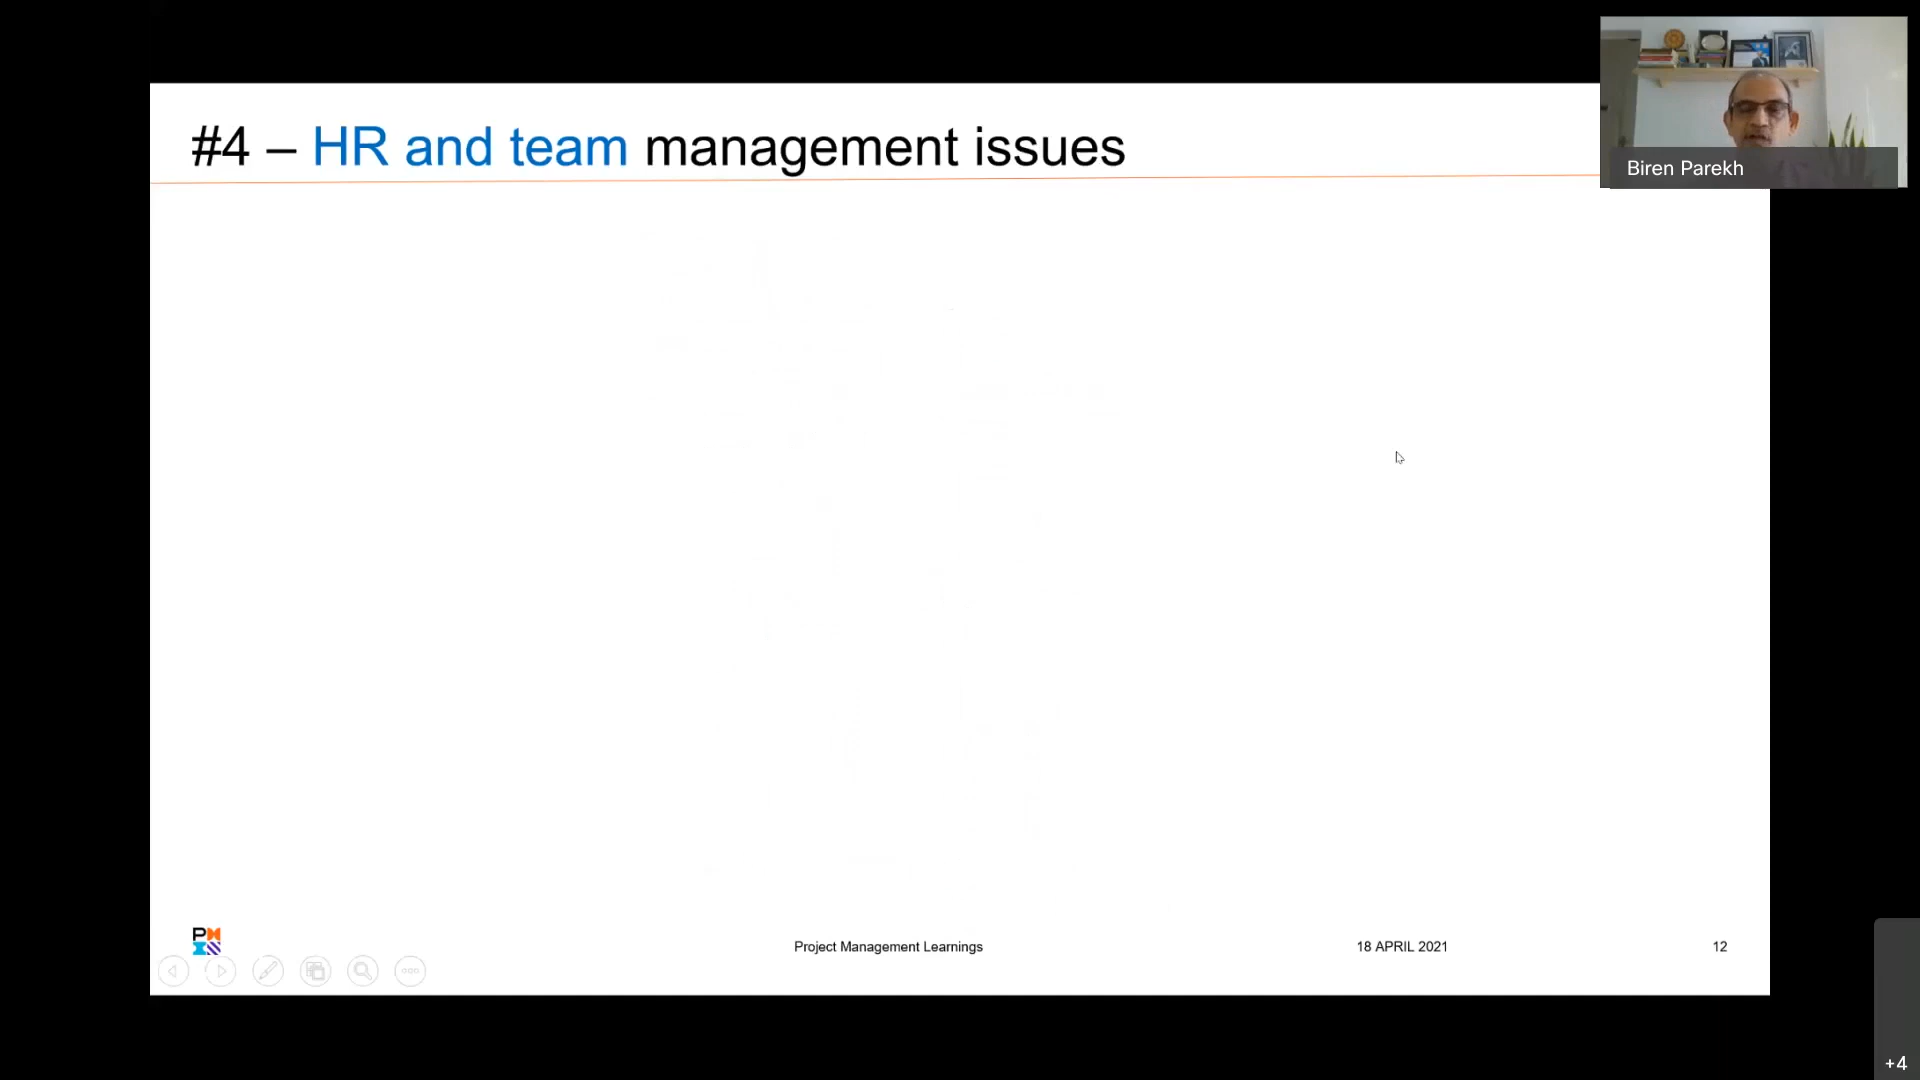 #4 – HR and team management issues
Biren Parekh
Project Management Learnings
18 APRIL 2021
12
+4